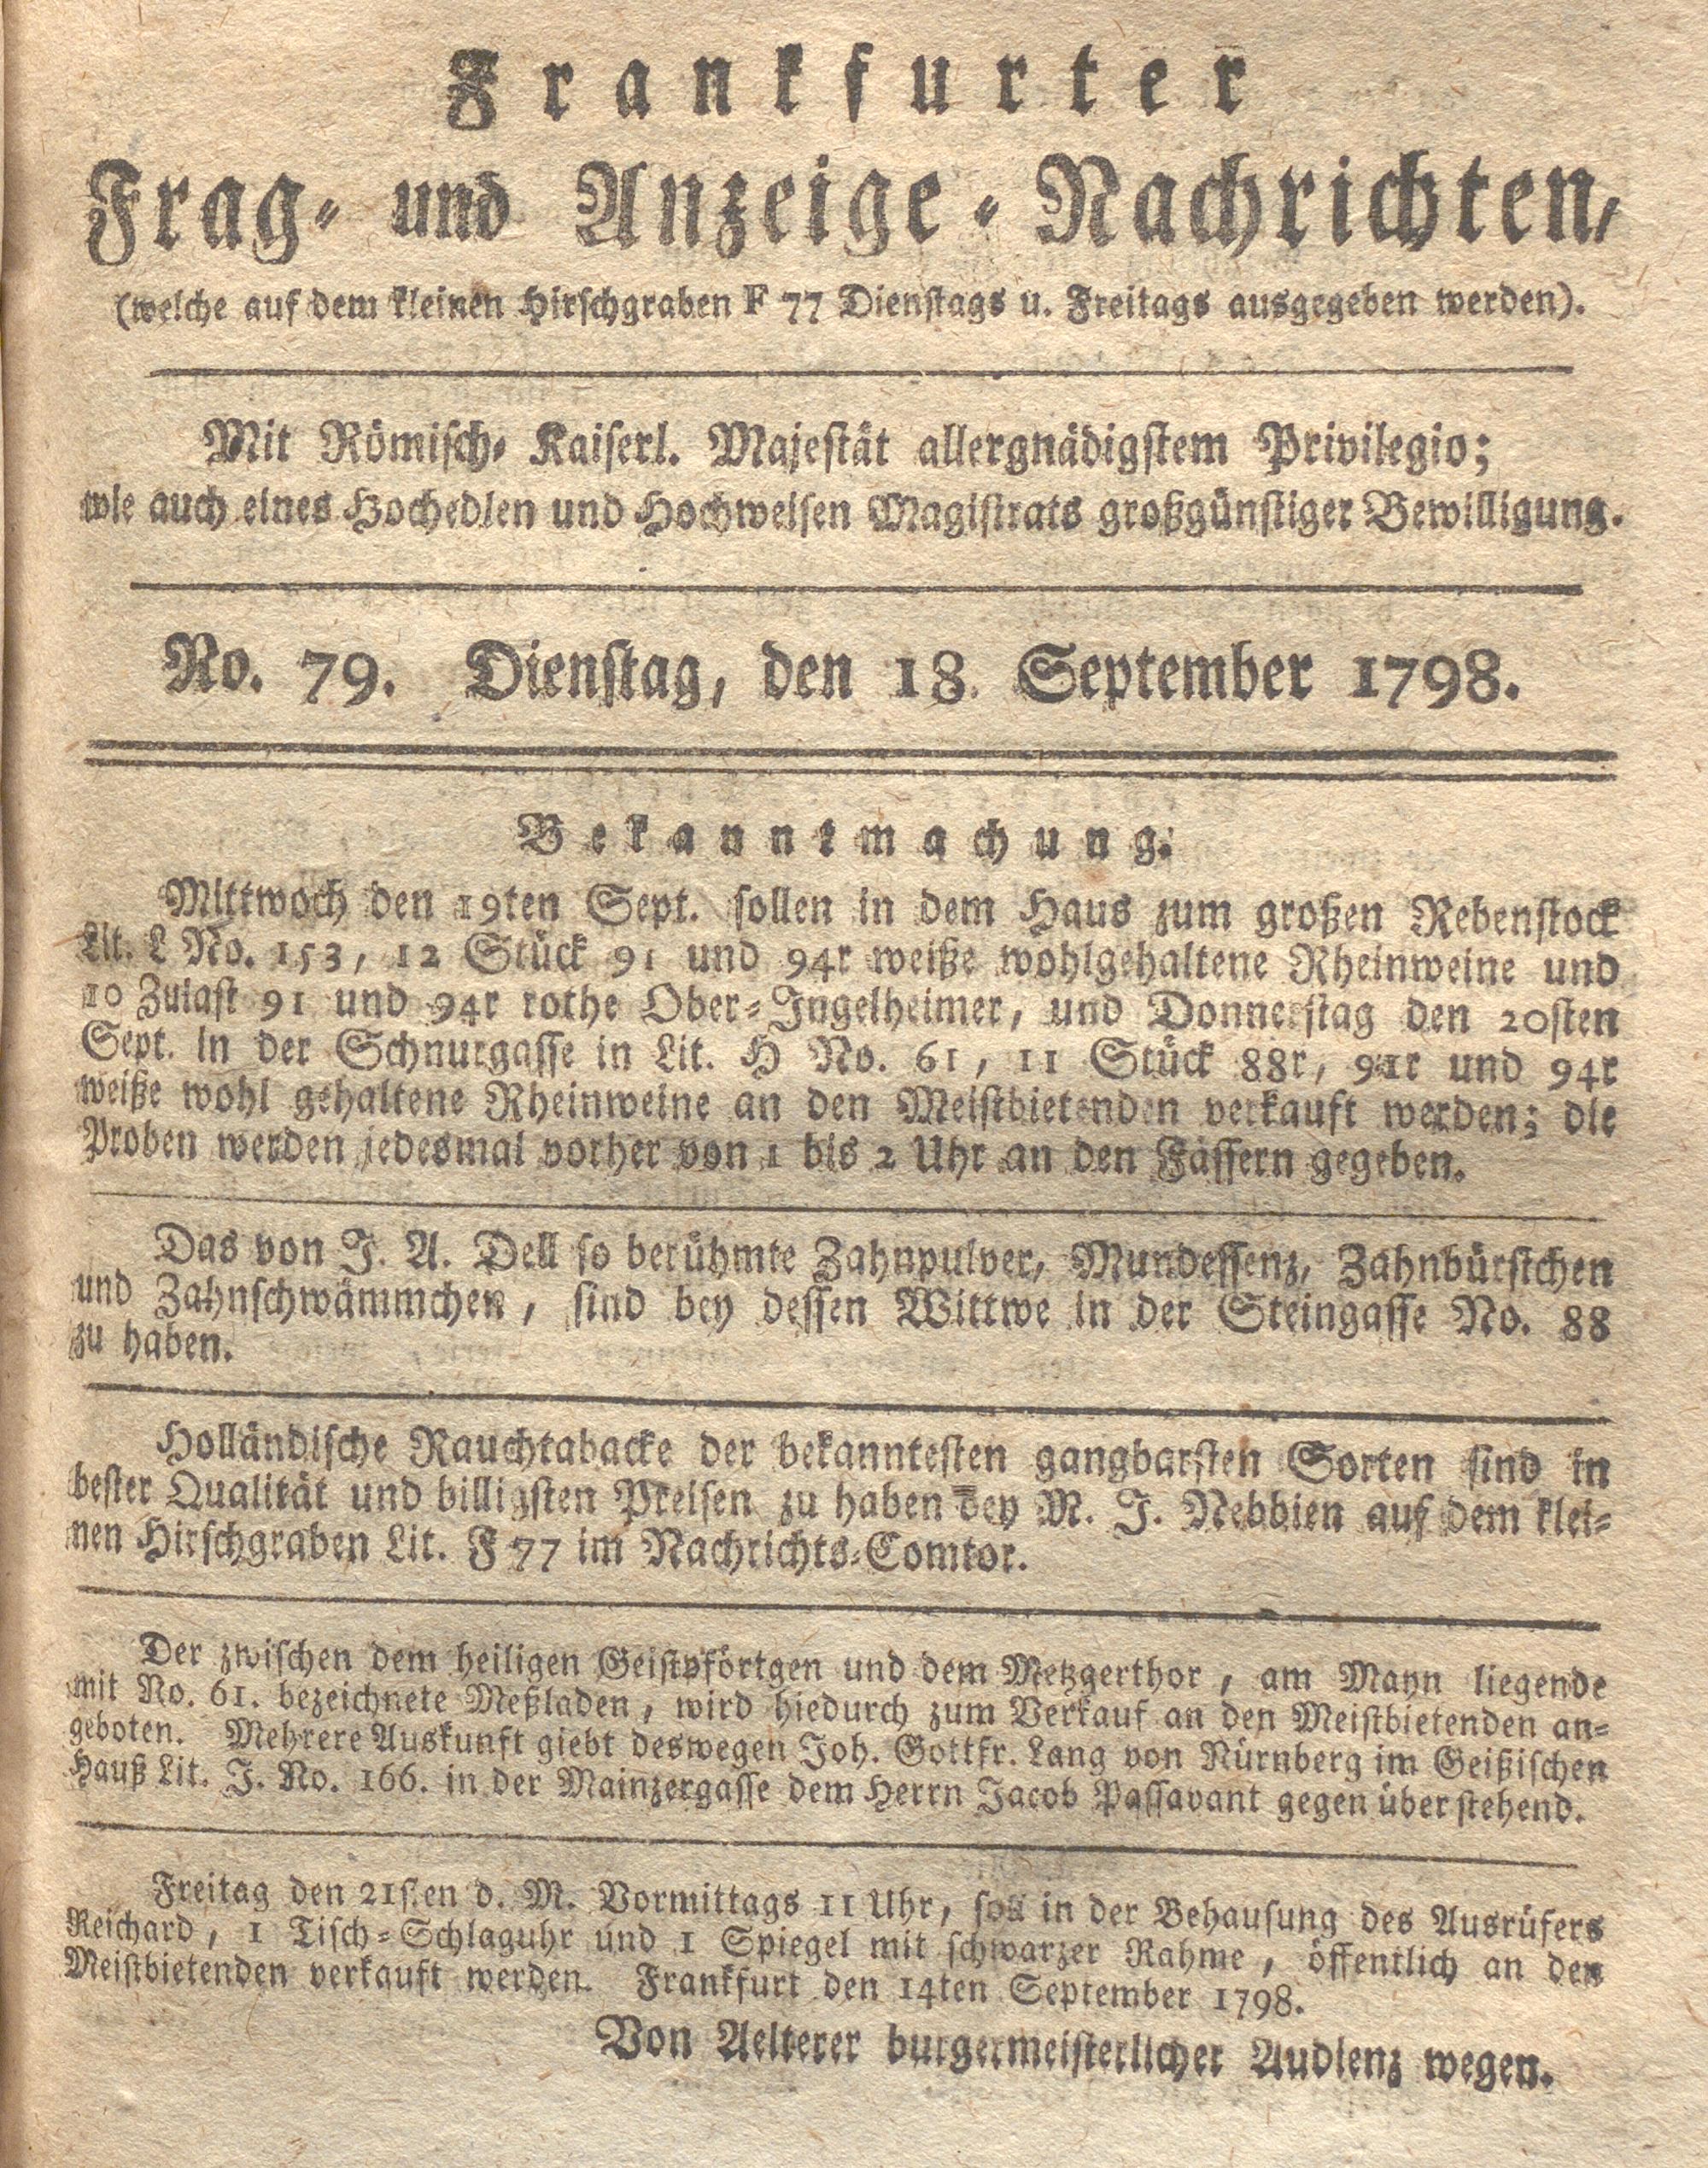 Frankfurter
Frag- und Anzeige-Nachrichten,
(welche auf dem kleinen Hirschgraben F 77 Dienstags u. Freitags ausgegeben werden).
Mit Römisch- Kaiserl. Majestät allergnädigstem Privilegio;
wie auch eines Hochedlen und Hochweisen Magistrats großgünstiger Bewilligung.
No. 79. Dienstag, den 18. September 1798.
Bekanntmachung.
Mittwoch den 19ten Sept. sollen in dem Haus zum großen Rebenstock
Lit. L No. 153, 12 Stück 91 und 94r weiße wohlgehaltene Rheinweine und
10 Zulast 91 und 94r rothe Ober-Ingelheimer, und Donnerstag den 20sten
Sept. in der Schnurgasse in Lit. H No. 61, 11 Stück 88r, 91r und 94r
weiße wohl gehaltene Rheinweine an den Meistbietenden verkauft werden; die
Proben werden jedesmal vorher von 1 bis 2 Uhr an den Fässern gegeben.
Das von J. A. Dell so berühmte Zahnpulver, Mundessenz, Zahnbürstchen
und Zahnschwämmchen, sind bey dessen Wittwe in der Steingasse No. 88
zu haben.
Holländische Rauchtabacke der bekanntesten gangbarsten Sorten sind in
bester Qualität und billigsten Preisen zu haben bey M. J. Nebbien auf dem klei-
nen Hirschgraben Lit. F 77 im Nachrichts-Comtor.
Der zwischen dem heiligen Geistpförtgen und dem Metzgerthor, am Mayn liegende
mit No. 61. bezeichnete Meßladen, wird hiedurch zum Verkauf an den Meistbietenden an-
geboten. Mehrere Auskunft giebt deswegen Joh. Gottfr. Lang von Nürnberg im Geißischen
Hauß Lit. J. No. 166. in der Mainzergasse dem Herrn Jacob Passavant gegen über stehend.
Freitag den 21sten d. M. Vormittags 11 Uhr, soll in der Behausung des Ausrüfers
Reichard, 1 Tisch-Schlaguhr und 1 Spiegel mit schwarzer Rahme, öffentlich an den
Meistbietenden verkauft werden. Frankfurt den 14ten September 1798.
Von Aelterer burgermeisterlicher Audienz wegen.